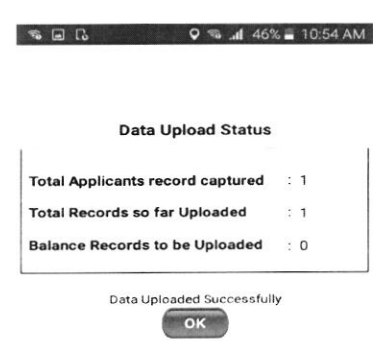 46% 10:54 AM
Data Upload Status
Total Applicants record captured : 1
Total Records so far Uploaded : 1
Balance Records to be Uploaded : 0
Data Uploaded Successfully
OK